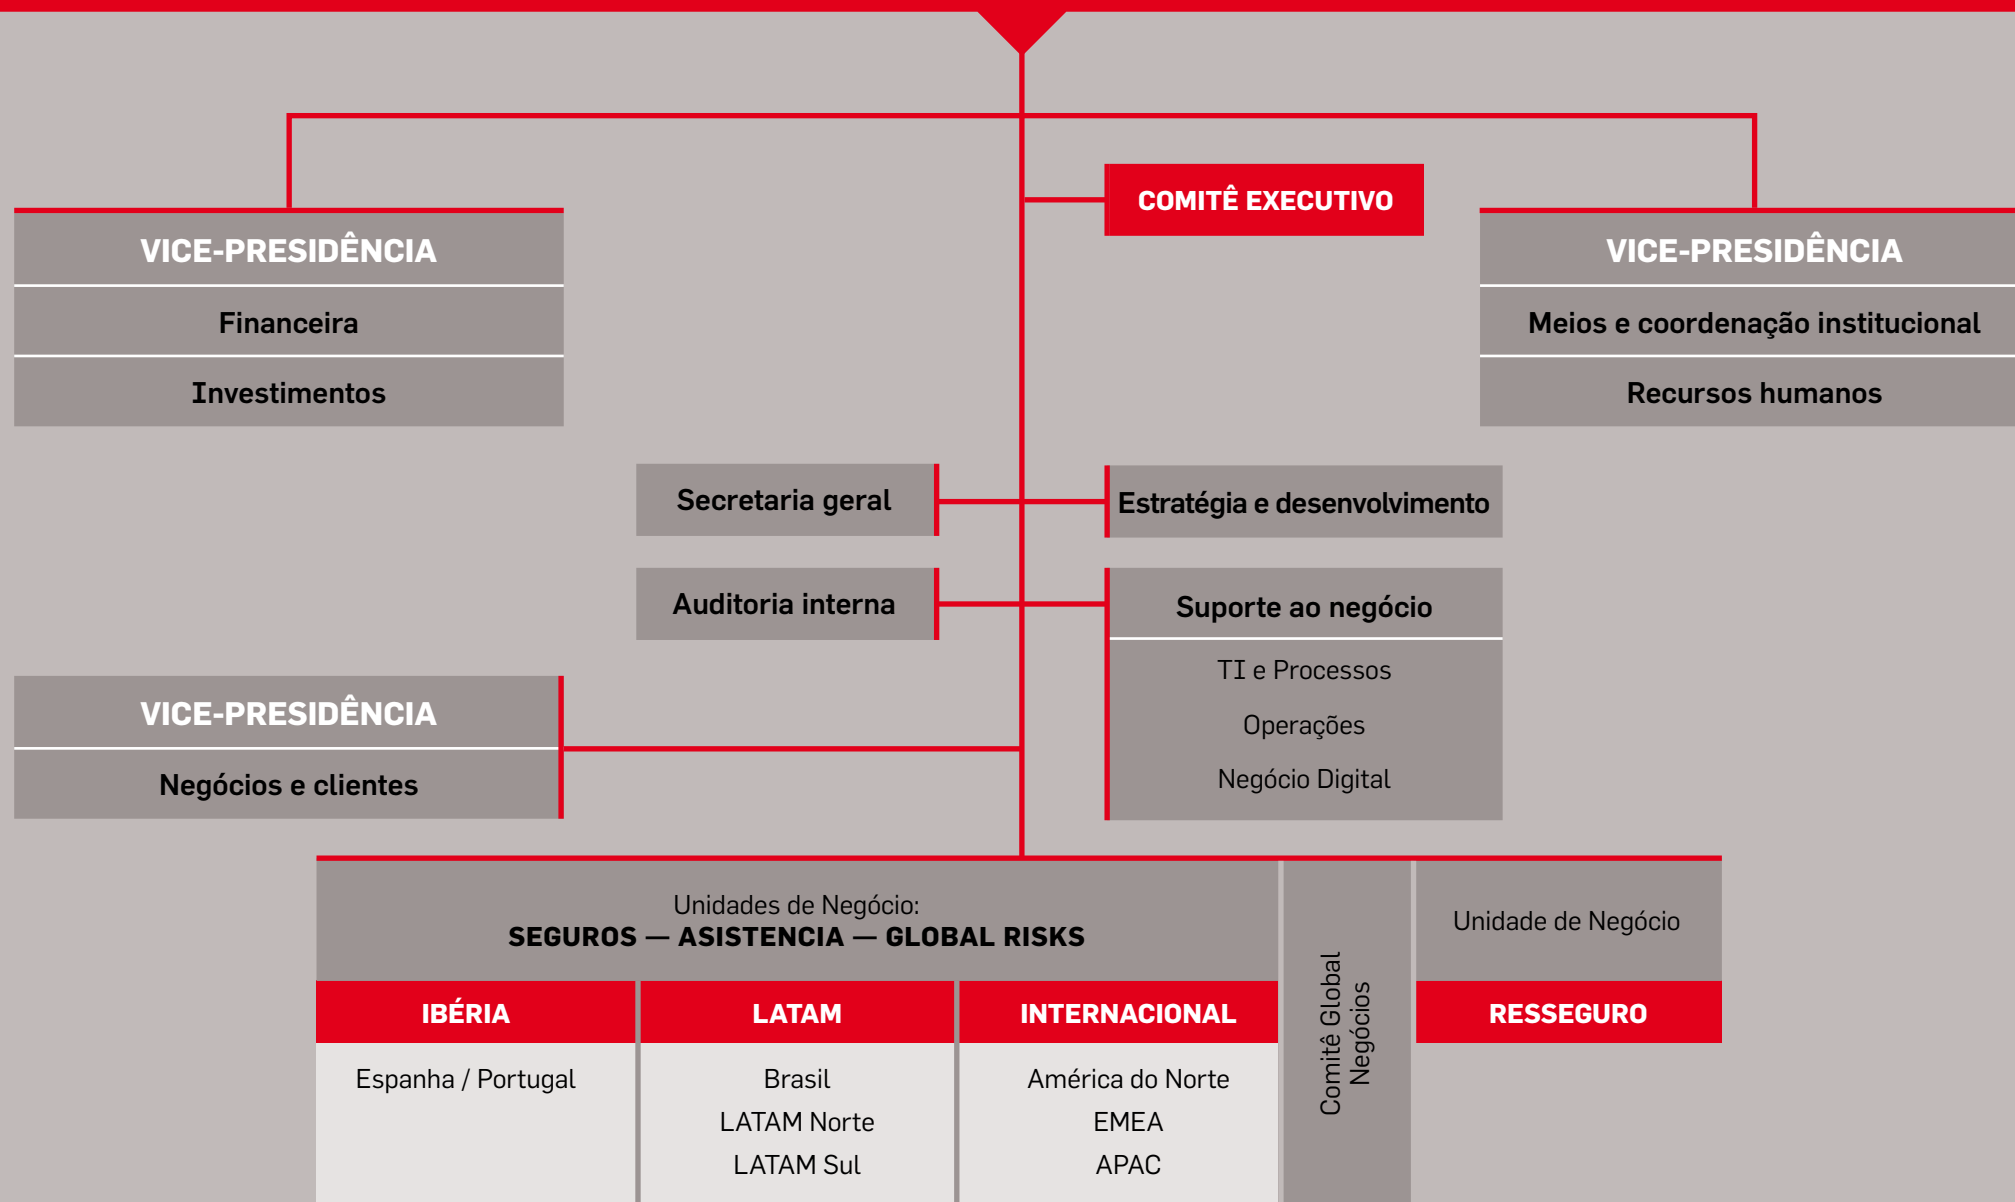 COMITÊ EXECUTIVO
VICE-PRESIDÊNCIA
Financeira
Investimentos
VICE-PRESIDÊNCIA
Meios e coordenação institucional
Recursos humanos
Secretaria geral
Estratégia e desenvolvimento
Auditoria interna
Suporte ao negócio
TI e Processos
Operações
Negócio Digital
VICE-PRESIDÊNCIA
Negócios e clientes
Unidades de Negócio:
SEGUROS — ASISTENCIA — GLOBAL RISKS
IBÉRIA
Espanha / Portugal
LATAM
Brasil
LATAM Norte
LATAM Sul
INTERNACIONAL
América do Norte
EMEA
APAC
Comitê Global
Negócios
Unidade de Negócio
RESSEGURO